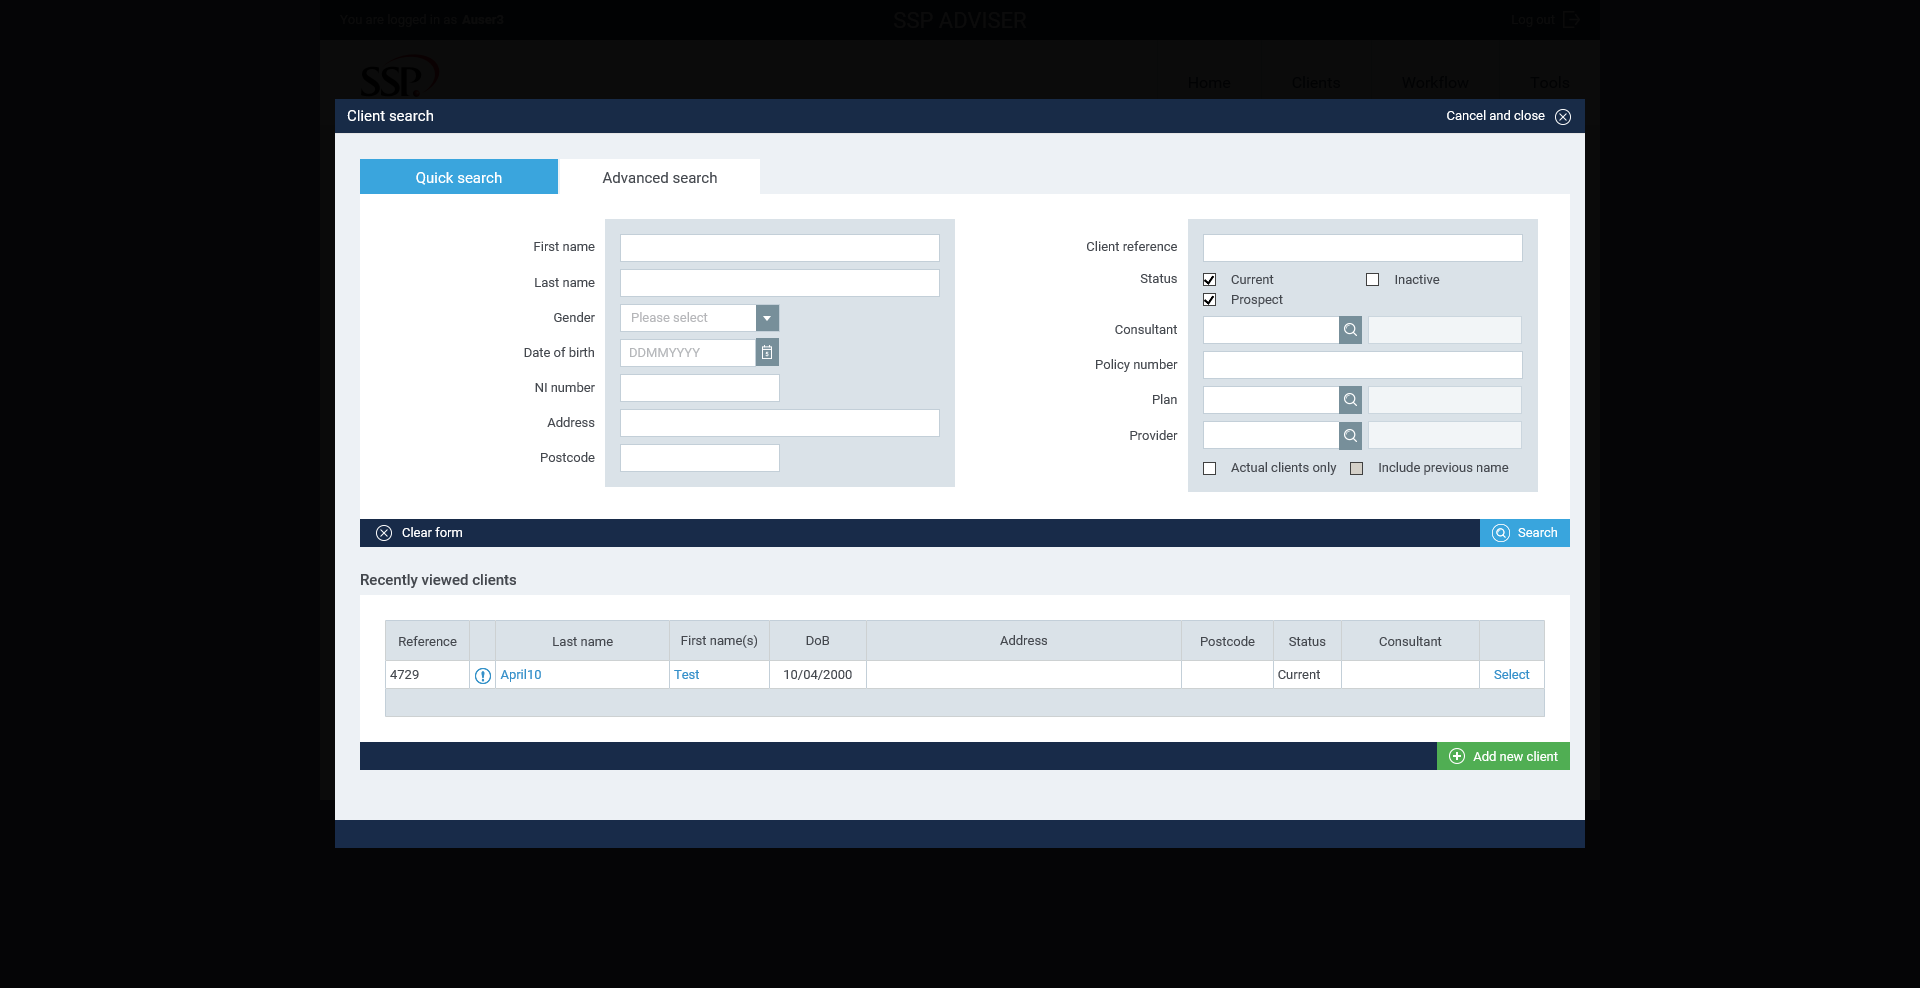 You are logged in as Auser3
SSP ADVISER
Log out
SSP
Home Clients Workflow Tools
Client search
Cancel and close
Quick search
Advanced search
First name
Last name
Gender
Please select
Date of birth
DDMMYYYY
NI number
Address
Postcode
Client reference
Status
Current
Inactive
Prospect
Consultant
Policy number
Plan
Provider
Actual clients only
Include previous name
Clear form
Search
Recently viewed clients
Reference Last name First name(s) DoB Address Postcode Status Consultant
4729 April10 Test 10/04/2000 Current Select
Add new client